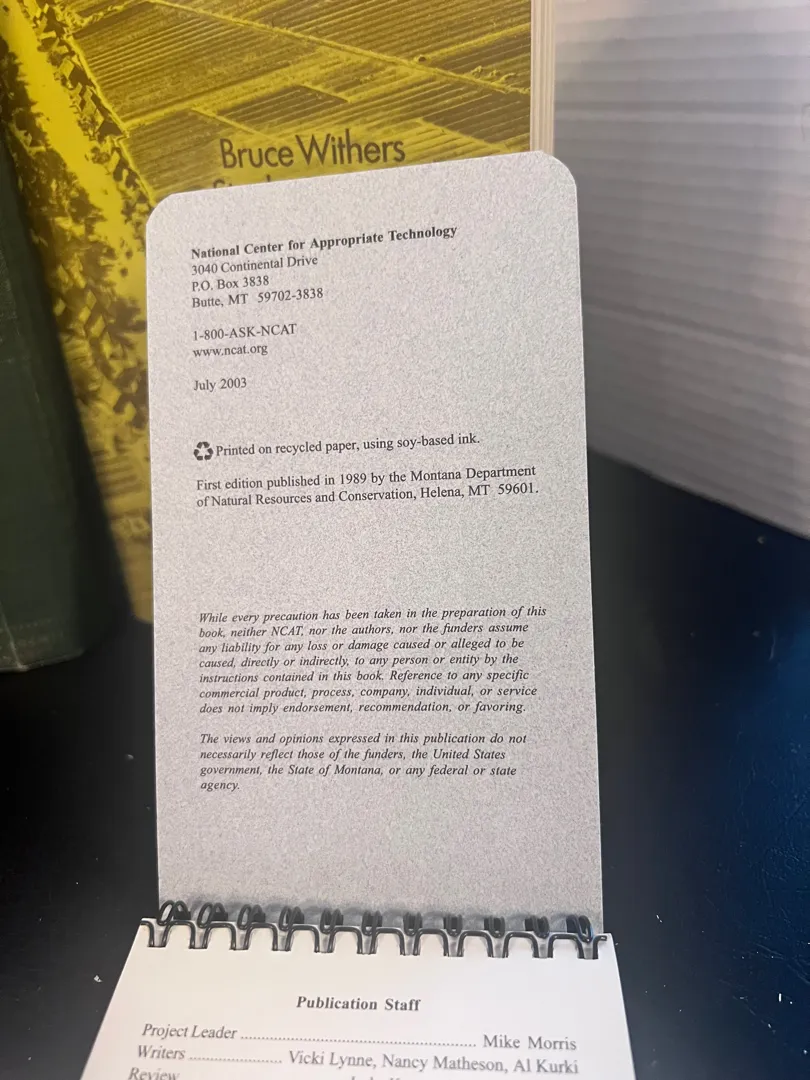 Bruce Withers
National Center for Appropriate Technology
3040 Continental Drive
P.O. Box 3838
Butte, MT 59702-3838
1-800-ASK-NCAT
www.ncat.org
July 2003
Printed on recycled paper, using soy-based ink.
First edition published in 1989 by the Montana Department
of Natural Resources and Conservation, Helena, MT 59601.
While every precaution has been taken in the preparation of this
book, neither NCAT, nor the authors, nor the funders assume
any liability for any loss or damage caused or alleged to be
caused, directly or indirectly, to any person or entity by the
instructions contained in this book. Reference to any specific
commercial product, process, company, individual, or service
does not imply endorsement, recommendation, or favoring.
The views and opinions expressed in this publication do not
necessarily reflect those of the funders, the United States
government, the State of Montana, or any federal or state
agency.
Publication Staff
Project Leader ........................................................ Mike Morris
Writers ...................... Vicki Lynne, Nancy Matheson, Al Kurki
Review